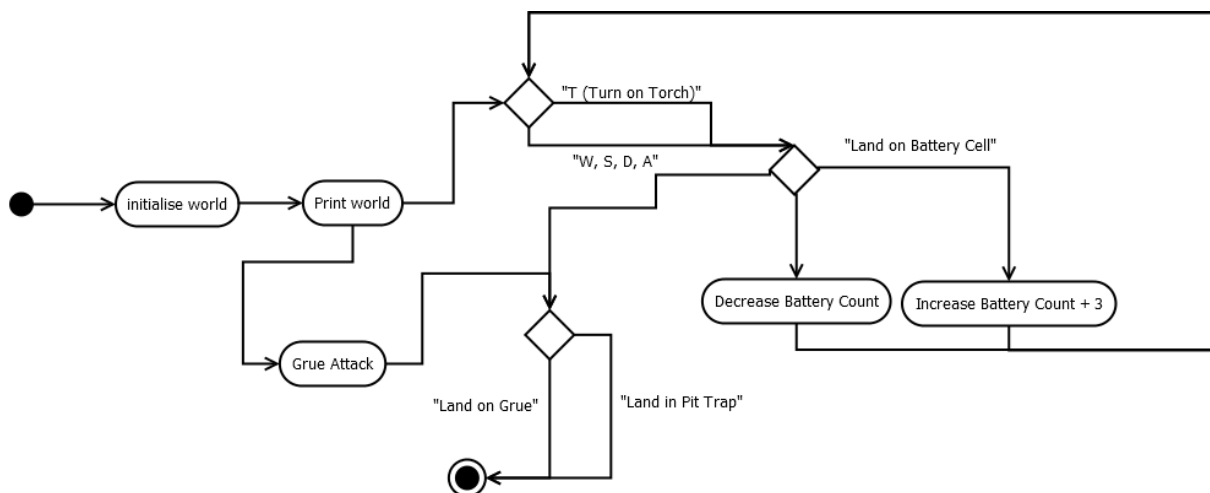 "T (Turn on Torch)"
"Land on Battery Cell"
"W, S, D, A"
initialise world
Print world
Decrease Battery Count
Increase Battery Count + 3
Grue Attack
"Land on Grue"
"Land in Pit Trap"